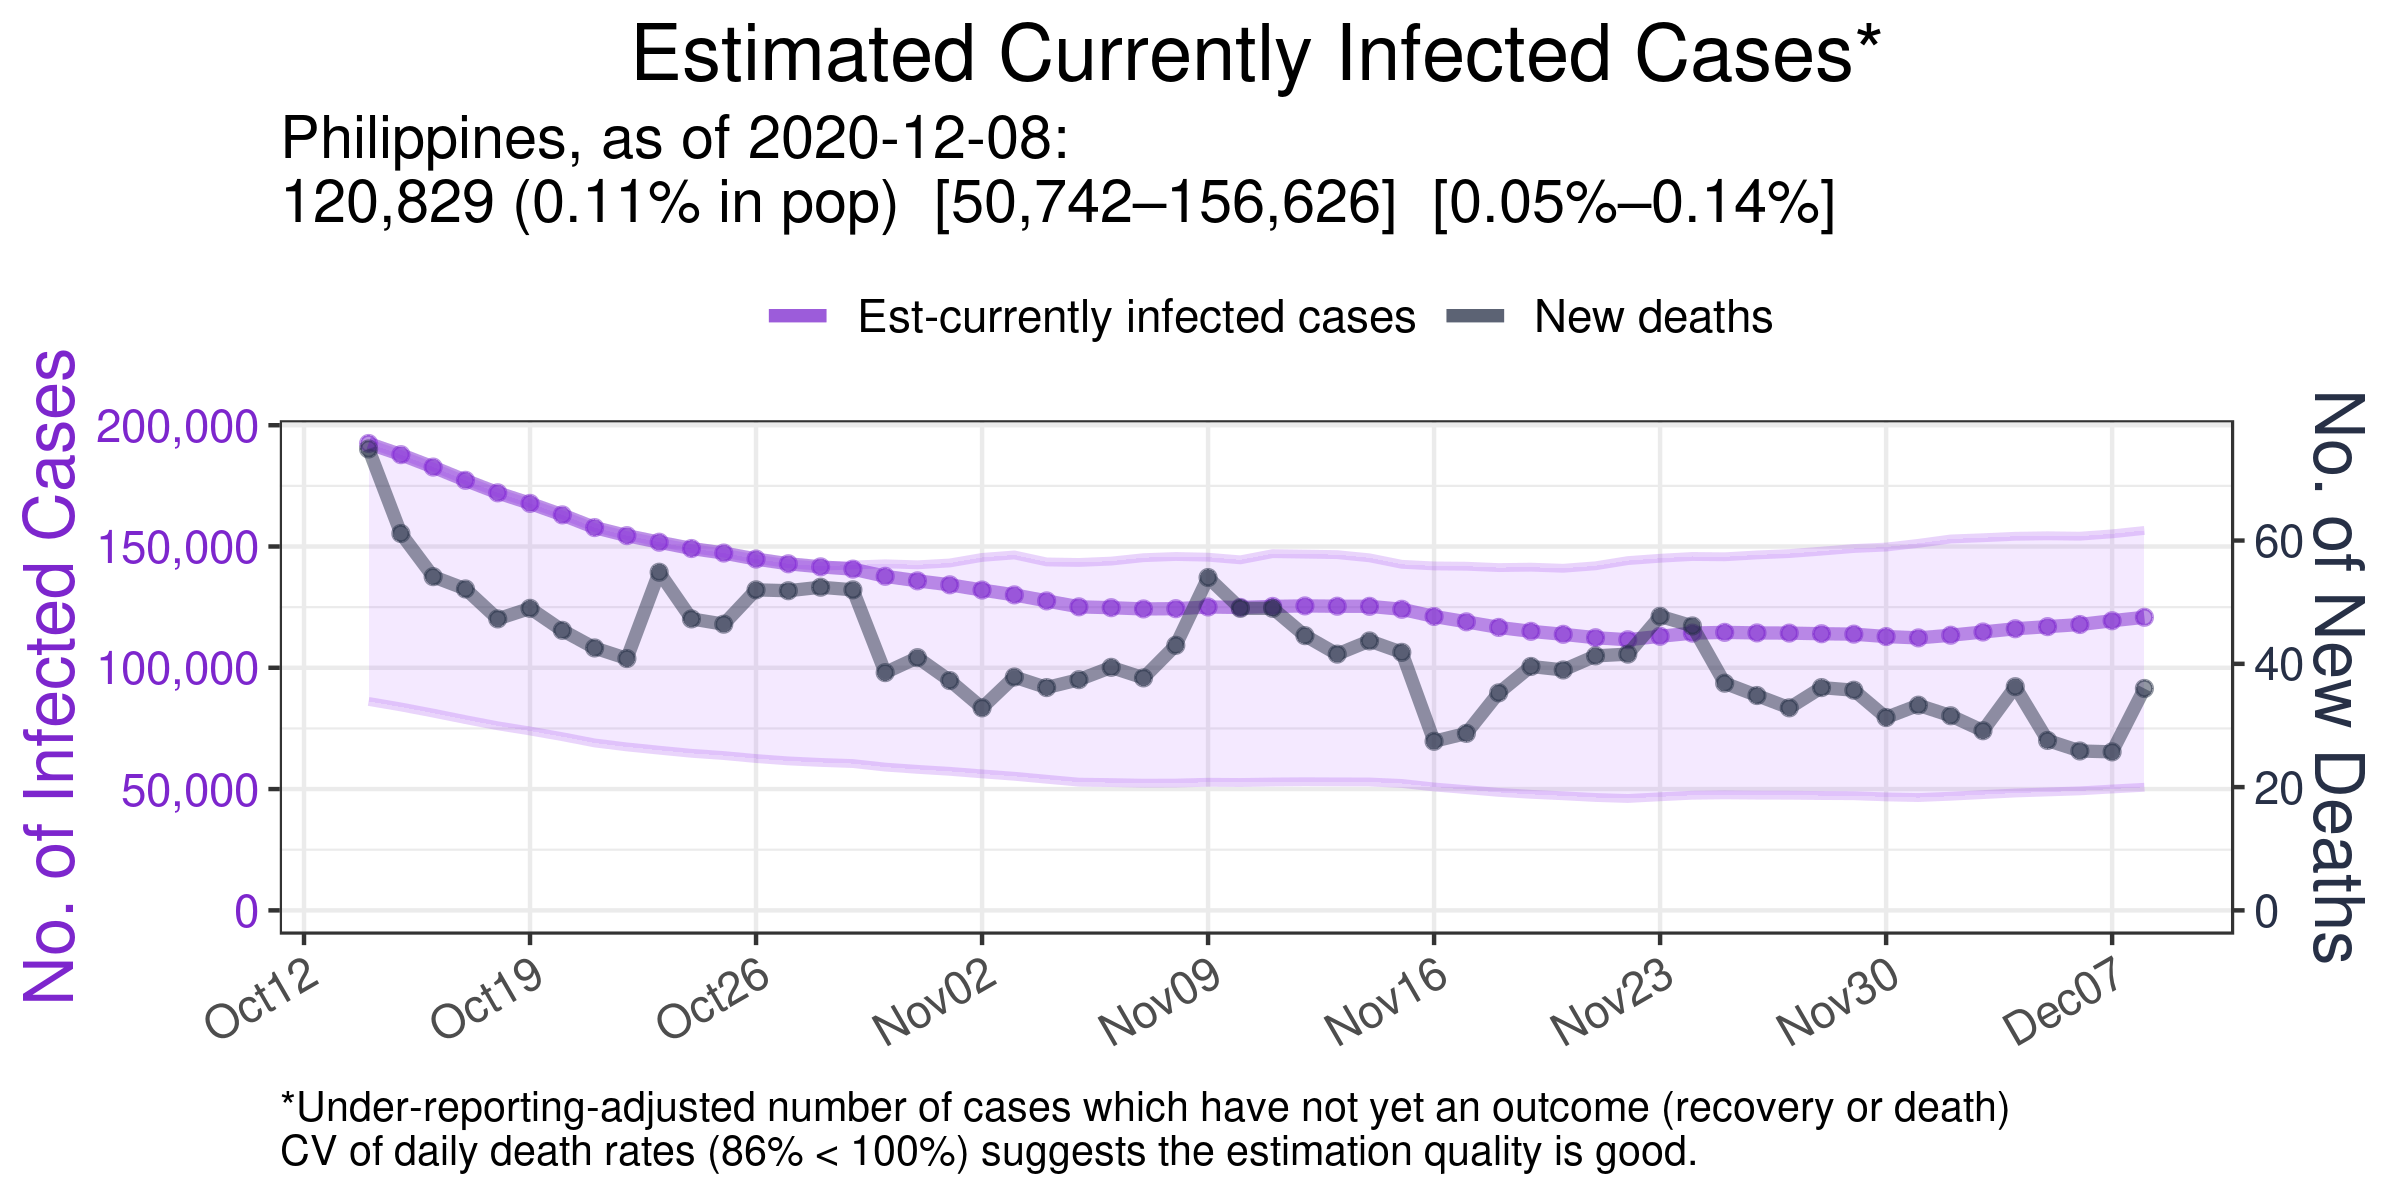 Estimated Currently Infected Cases*
Philippines, as of 2020-12-08:
120,829 (0.11% in pop)  [50,742–156,626]  [0.05%–0.14%]
Est-currently infected cases
New deaths
No. of Infected Cases
200,000
150,000
100,000
50,000
0
No. of New Deaths
60
40
20
0
Oct12
Oct19
Oct26
Nov02
Nov09
Nov16
Nov23
Nov30
Dec07
*Under-reporting-adjusted number of cases which have not yet an outcome (recovery or death)
CV of daily death rates (86% < 100%) suggests the estimation quality is good.